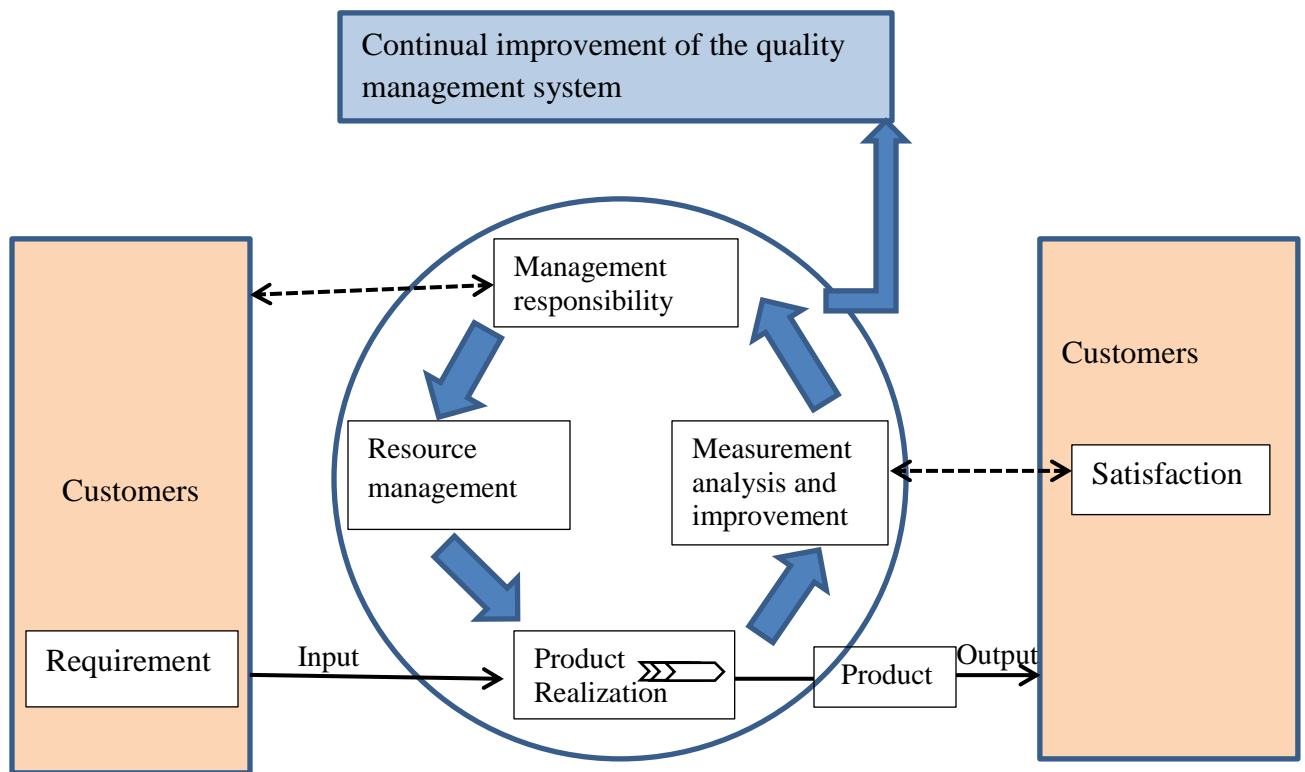 Continual improvement of the quality
management system
Management
responsibility
Customers
Resource
management
Measurement
analysis and
improvement
Satisfaction
Customers
Requirement
Input
Product
Realization
Product
Output